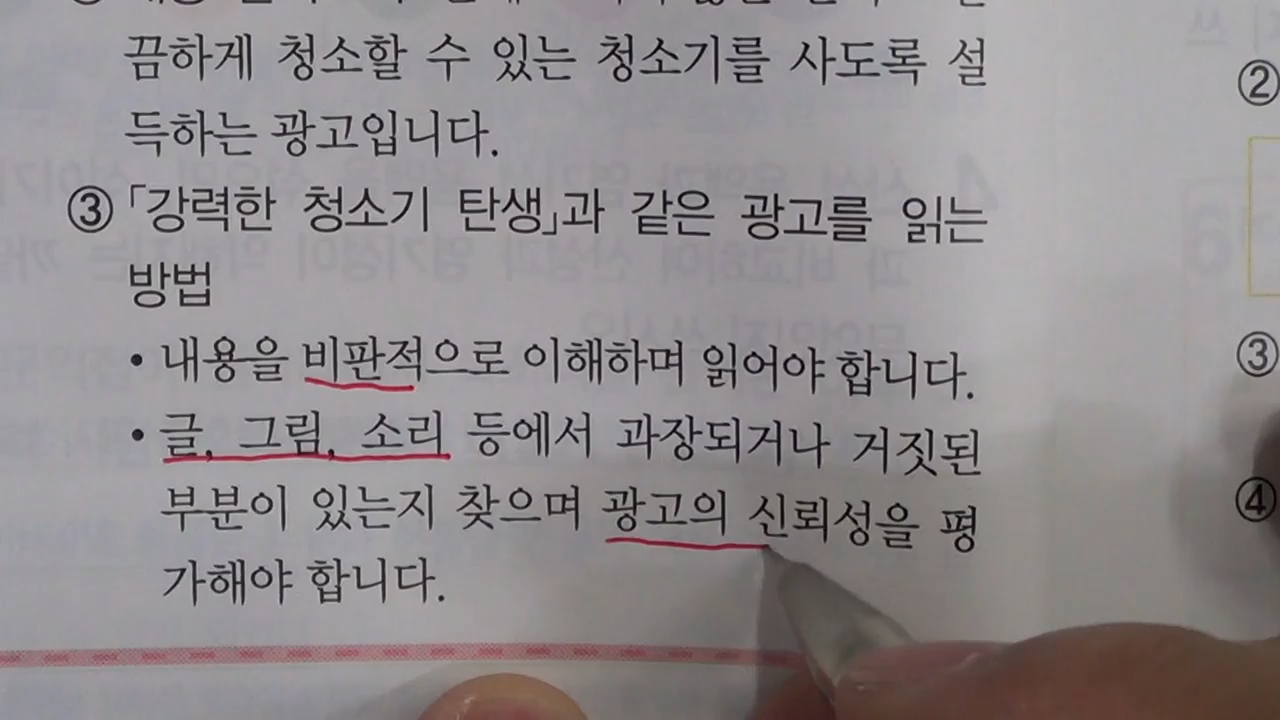 끔하게 청소할 수 있는 청소기를 사도록 설
득하는 광고입니다.
③ 「강력한 청소기 탄생」과 같은 광고를 읽는
방법
• 내용을 비판적으로 이해하며 읽어야 합니다.
• 글, 그림, 소리 등에서 과장되거나 거짓된
부분이 있는지 찾으며 광고의 신뢰성을 평
가해야 합니다.
②
③
④